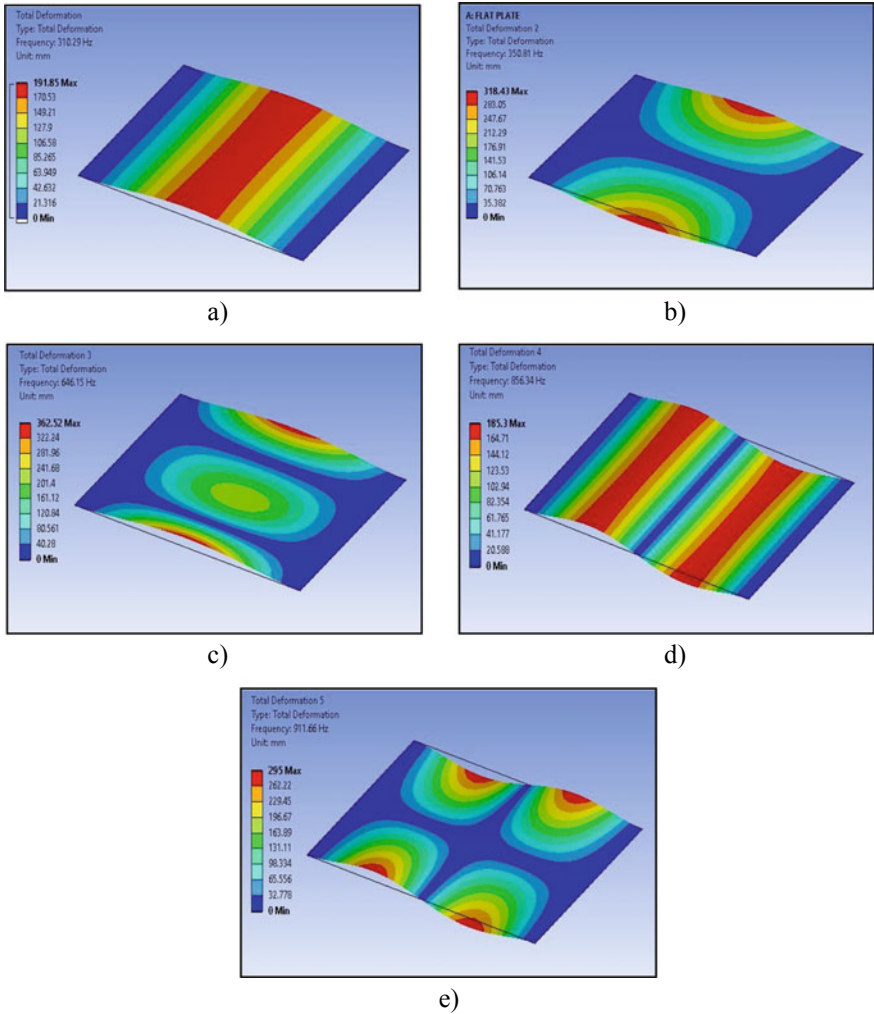 Total Deformation
Type: Total Deformation
Frequency: 310.29 Hz
Unit: mm
191.85 Max
170.53
149.21
127.9
106.58
85.265
63.949
42.632
21.316
0 Min
a)
A: FLAT PLATE
Total Deformation 2
Type: Total Deformation
Frequency: 350.81 Hz
Unit: mm
318.43 Max
283.05
247.67
212.29
176.91
141.53
106.14
70.763
35.382
0 Min
b)
Total Deformation 3
Type: Total Deformation
Frequency: 646.15 Hz
Unit: mm
362.52 Max
322.24
281.96
241.68
201.4
161.12
120.84
80.561
40.28
0 Min
c)
Total Deformation 4
Type: Total Deformation
Frequency: 856.34 Hz
Unit: mm
185.3 Max
164.71
144.12
123.53
102.94
82.354
61.765
41.177
20.588
0 Min
d)
Total Deformation 5
Type: Total Deformation
Frequency: 911.66 Hz
Unit: mm
295 Max
262.22
229.45
196.67
163.89
131.11
98.334
65.556
32.778
0 Min
e)